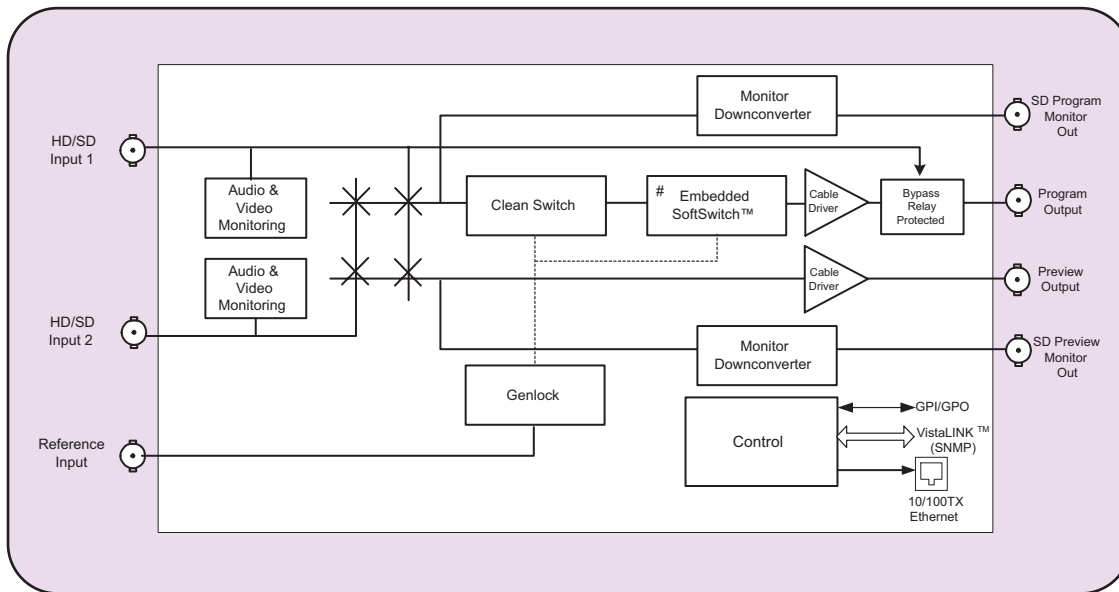 Monitor
Downconverter
SD Program
Monitor
Out
HD/SD
Input 1
Audio &
Video
Monitoring
Clean Switch
#
Embedded
SoftSwitch™
Cable
Driver
Bypass
Relay
Protected
Program
Output
Audio &
Video
Monitoring
Cable
Driver
Preview
Output
HD/SD
Input 2
Monitor
Downconverter
SD Preview
Monitor
Out
Genlock
Reference
Input
Control
GPI/GPO
VistaLINK ™
(SNMP)
10/100TX
Ethernet